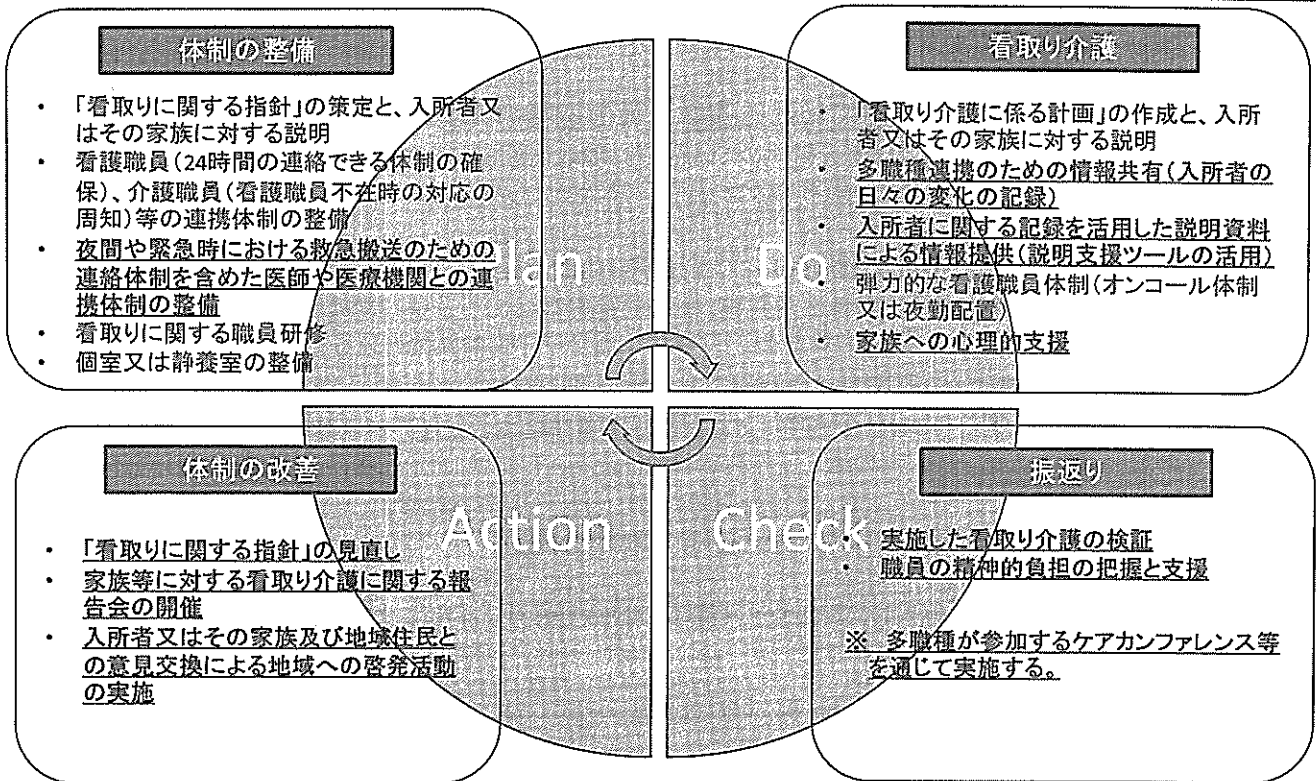 体制の整備
・ 「看取りに関する指針」の策定と、入所者又
はその家族に対する説明
・ 看護職員(24時間の連絡できる体制の確
保)、介護職員(看護職員不在時の対応の
周知)等の連携体制の整備
・ 夜間や緊急時における救急搬送のための
連絡体制を含めた医師や医療機関との連
携体制の整備
・ 看取りに関する職員研修
・ 個室又は静養室の整備
Plan
看取り介護
・ 「看取り介護に係る計画」の作成と、入所
者又はその家族に対する説明
・ 多職種連携のための情報共有(入所者の
日々の変化の記録)
・ 入所者に関する記録を活用した説明資料
による情報提供(説明支援ツールの活用)
・ 弾力的な看護職員体制(オンコール体制
又は夜勤配置)
・ 家族への心理的支援
Do
体制の改善
・ 「看取りに関する指針」の見直し
・ 家族等に対する看取り介護に関する報
告会の開催
・ 入所者又はその家族及び地域住民と
の意見交換による地域への啓発活動
の実施
Action
振返り
・ 実施した看取り介護の検証
・ 職員の精神的負担の把握と支援
※ 多職種が参加するケアカンファレンス等
を通じて実施する。
Check